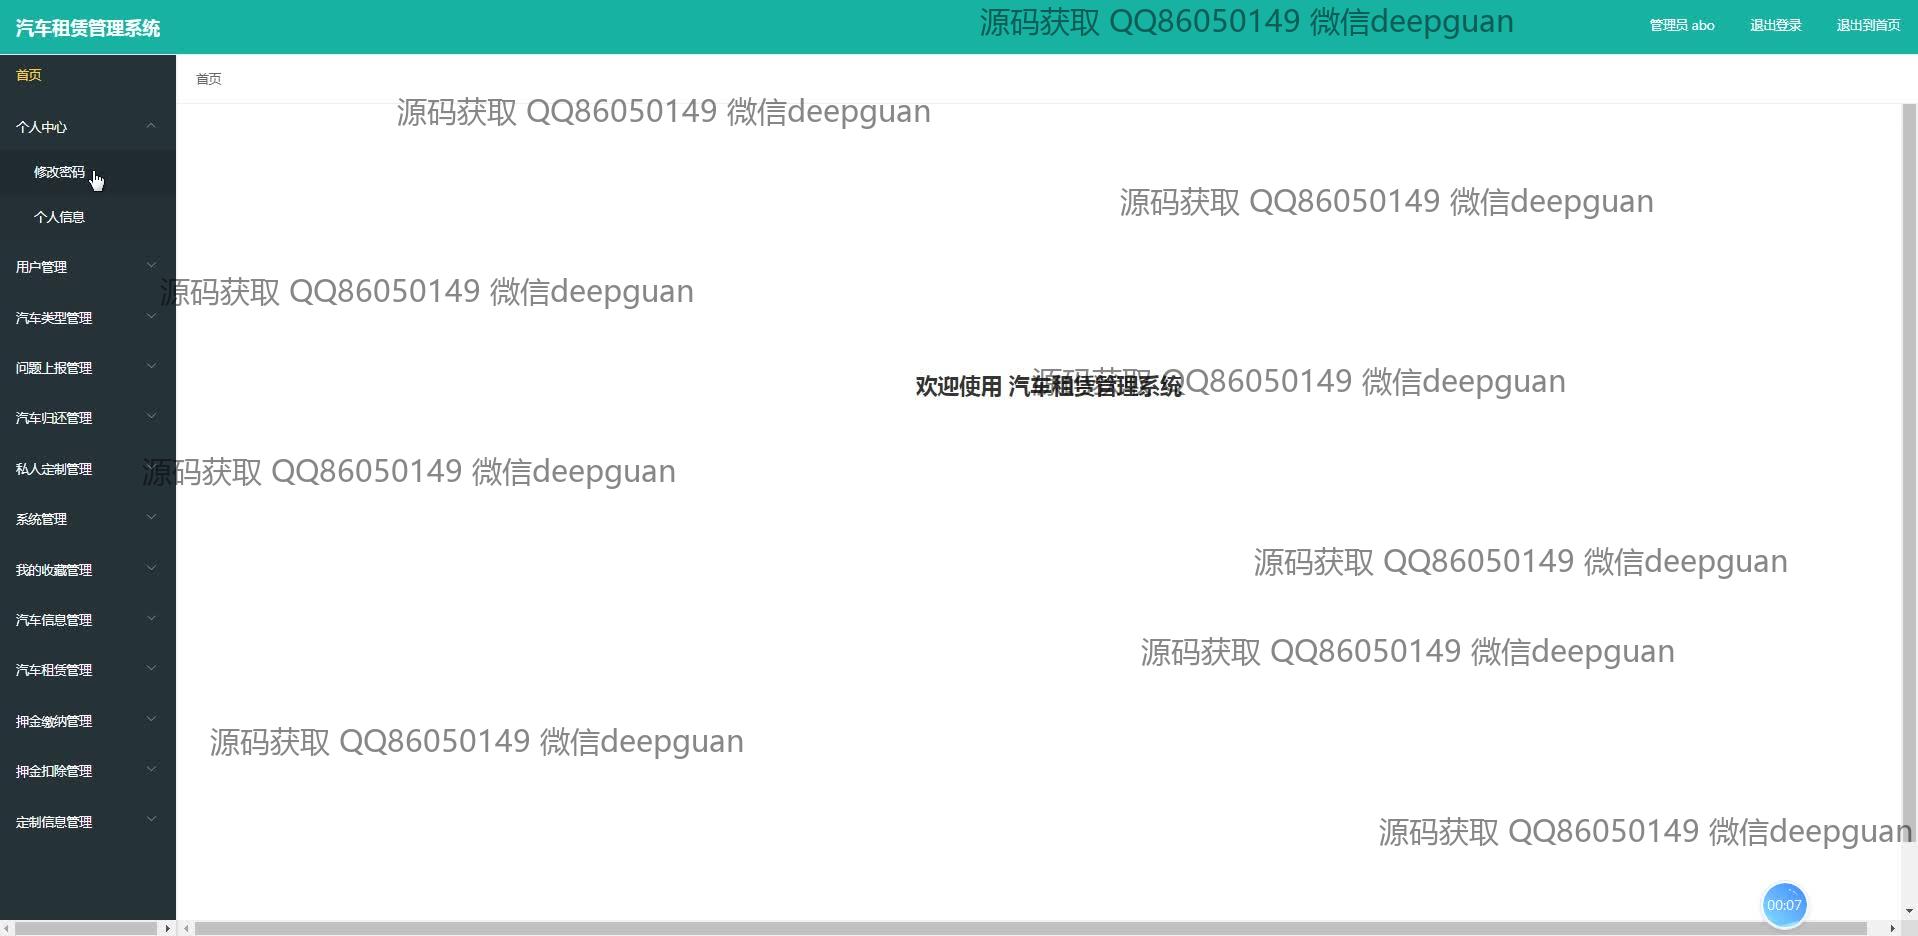 汽车租赁管理系统
源码获取 QQ86050149 微信deepguan
管理员 abo
退出登录
退出到首页
首页
首页
源码获取 QQ86050149 微信deepguan
个人中心
修改密码
源码获取 QQ86050149 微信deepguan
个人信息
用户管理
源码获取 QQ86050149 微信deepguan
汽车类型管理
问题上报管理
欢迎使用 汽车租赁管理系统
源码获取 QQ86050149 微信deepguan
汽车归还管理
私人定制管理
源码获取 QQ86050149 微信deepguan
系统管理
我的收藏管理
源码获取 QQ86050149 微信deepguan
汽车信息管理
源码获取 QQ86050149 微信deepguan
汽车租赁管理
押金缴纳管理
源码获取 QQ86050149 微信deepguan
押金扣除管理
定制信息管理
源码获取 QQ86050149 微信deepguan
00:07